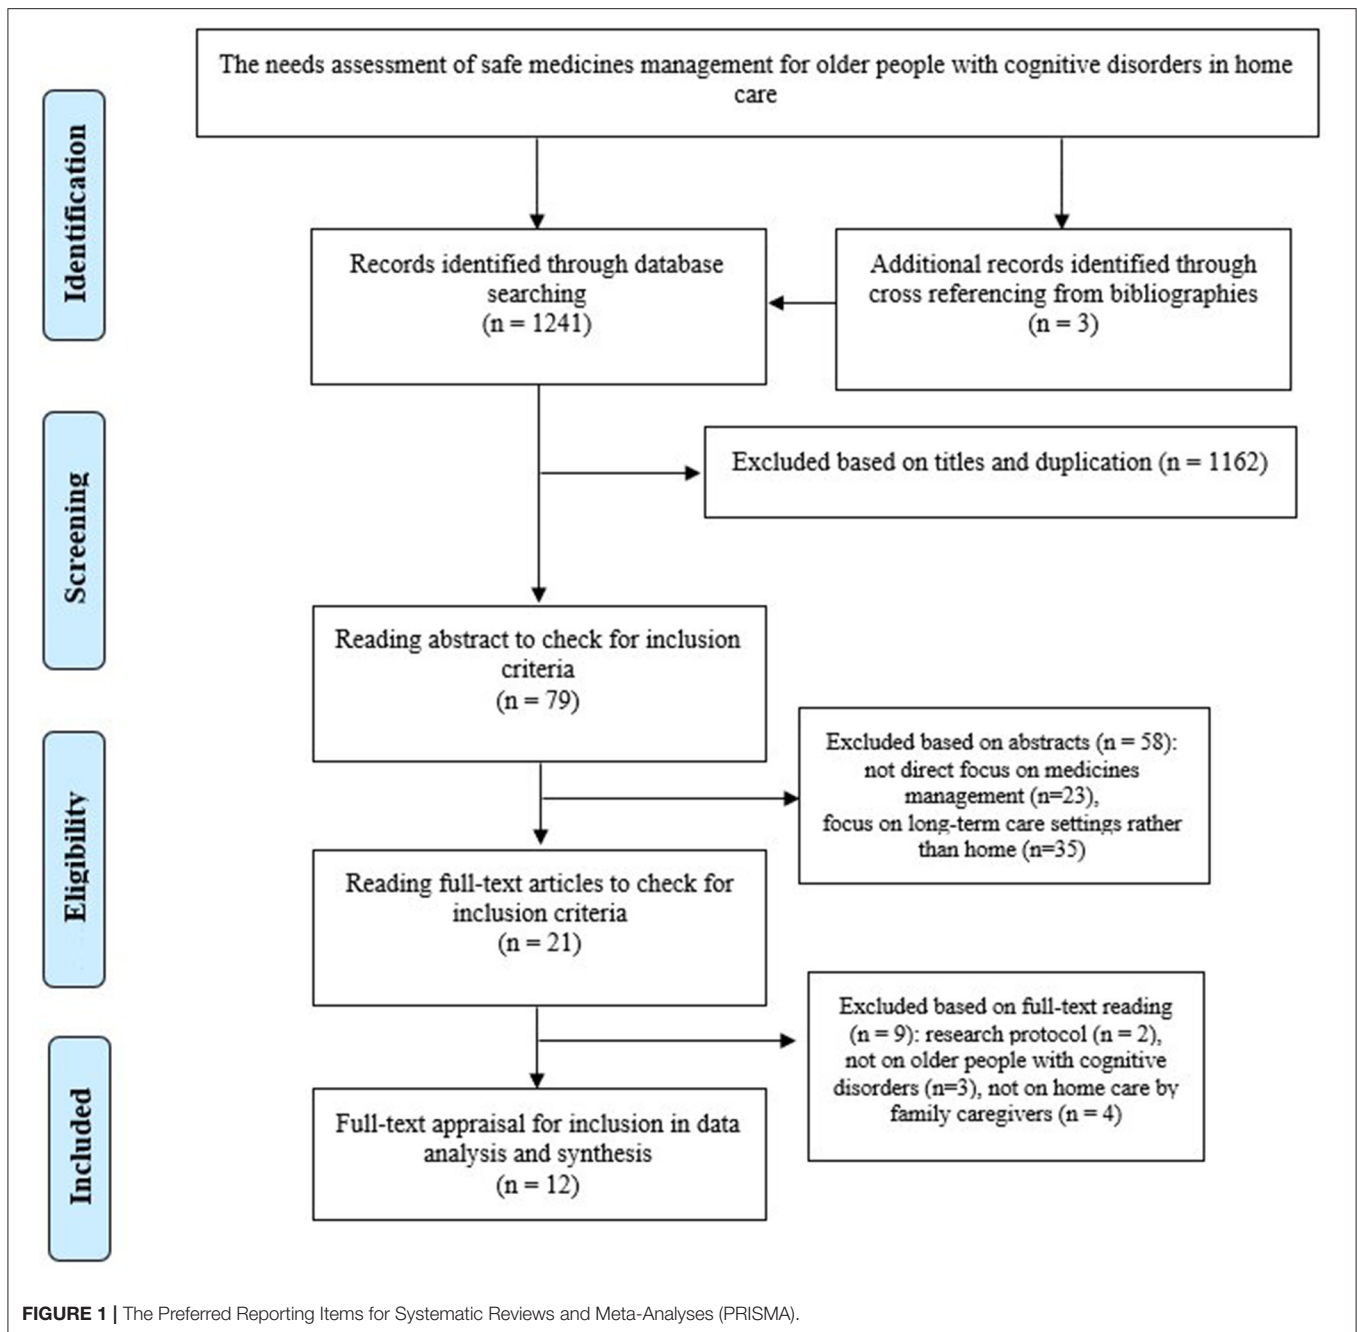 The needs assessment of safe medicines management for older people with cognitive disorders in home
care
Identification
Records identified through database
searching
(n = 1241)
Additional records identified through
cross referencing from bibliographies
(n = 3)
Screening
Excluded based on titles and duplication (n = 1162)
Reading abstract to check for inclusion
criteria
(n = 79)
Eligibility
Excluded based on abstracts (n = 58):
not direct focus on medicines
management (n=23),
focus on long-term care settings rather
than home (n=35)
Reading full-text articles to check for
inclusion criteria
(n = 21)
Excluded based on full-text reading
(n = 9): research protocol (n = 2),
not on older people with cognitive
disorders (n=3), not on home care by
family caregivers (n = 4)
Included
Full-text appraisal for inclusion in data
analysis and synthesis
(n = 12)
FIGURE 1 | The Preferred Reporting Items for Systematic Reviews and Meta-Analyses (PRISMA).